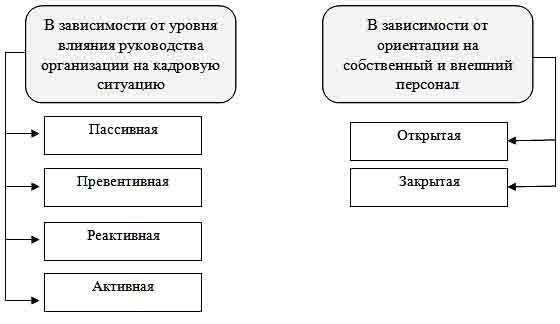 В зависимости от уровня
влияния руководства
организации на кадровую
ситуацию
Пассивная
Превентивная
Реактивная
Активная
В зависимости от
ориентации на
собственный и внешний
персонал
Открытая
Закрытая